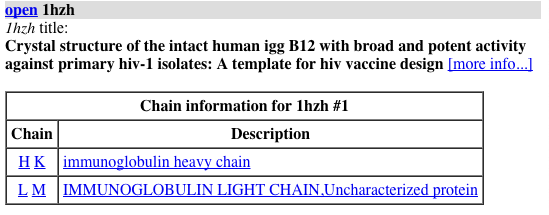 open 1hzh
1hzh title:
Crystal structure of the intact human igg B12 with broad and potent activity
against primary hiv-1 isolates: A template for hiv vaccine design [more info...]
Chain information for 1hzh #1
Chain Description
H K immunoglobulin heavy chain
L M IMMUNOGLOBULIN LIGHT CHAIN,Uncharacterized protein